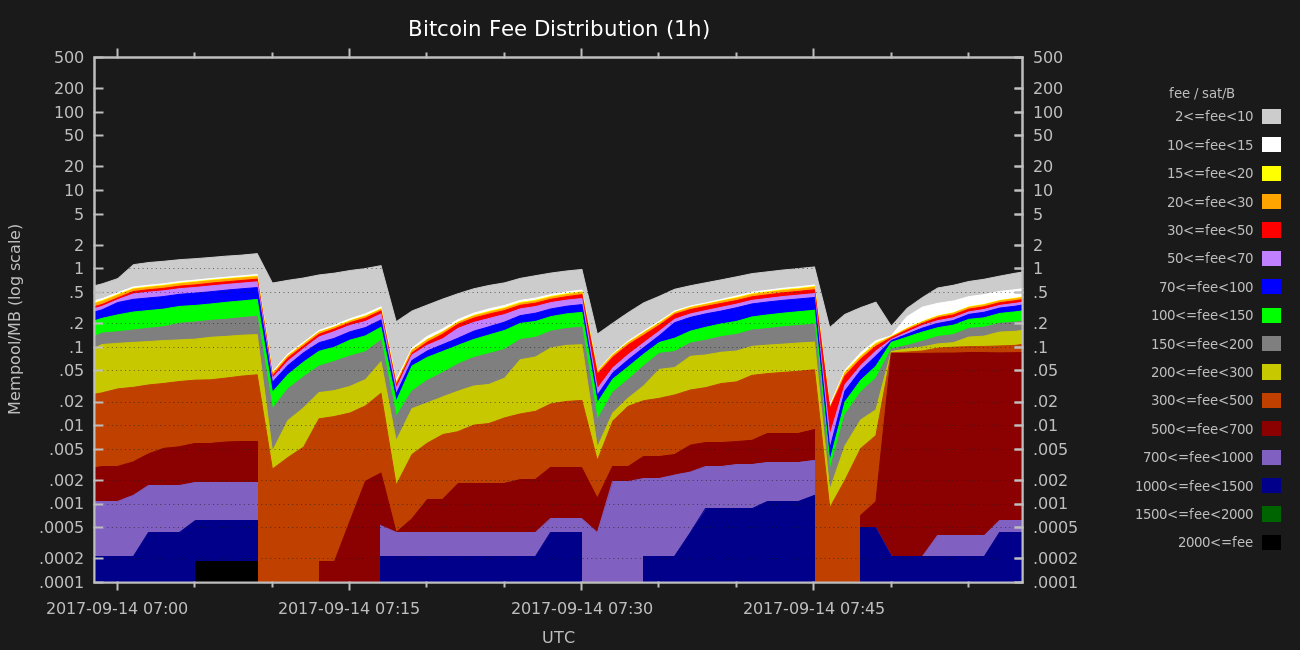 Bitcoin Fee Distribution (1h)
500 500
200 200
100 100
50 50
20 20
10 10
5 5
2 2
1 1
.5 .5
.2 .2
.1 .1
.05 .05
.02 .02
.01 .01
.005 .005
.002 .002
.001 .001
.0005 .0005
.0002 .0002
.0001 .0001
Mempool/MB (log scale)
2017-09-14 07:00 2017-09-14 07:15 2017-09-14 07:30 2017-09-14 07:45
UTC
fee / sat/B
2<=fee<10
10<=fee<15
15<=fee<20
20<=fee<30
30<=fee<50
50<=fee<70
70<=fee<100
100<=fee<150
150<=fee<200
200<=fee<300
300<=fee<500
500<=fee<700
700<=fee<1000
1000<=fee<1500
1500<=fee<2000
2000<=fee